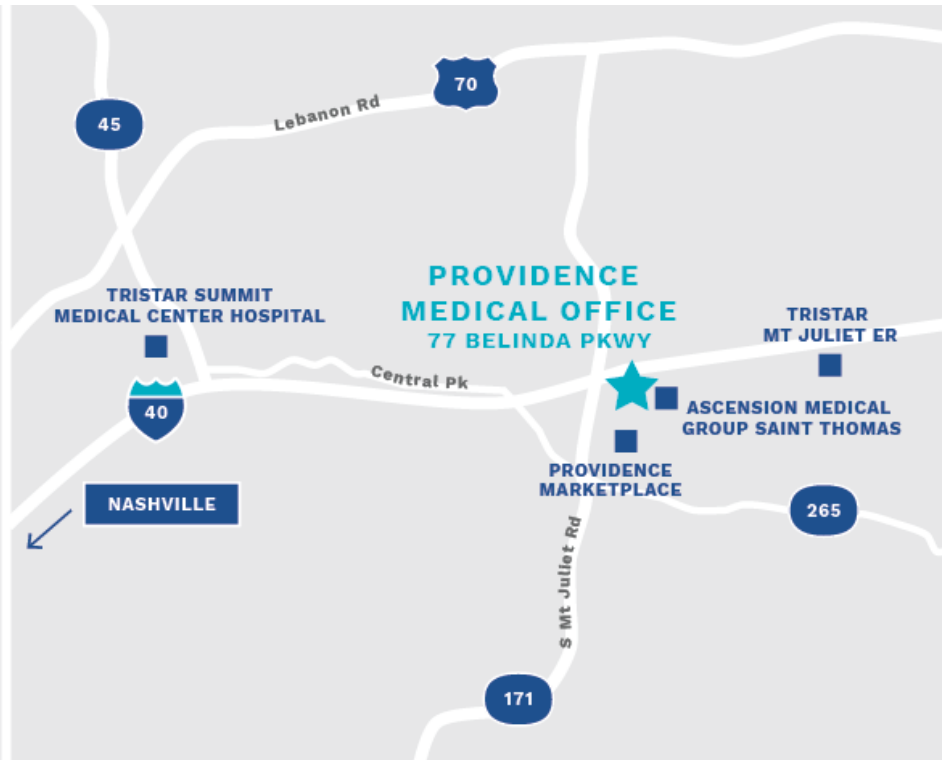 70
Lebanon Rd
45
PROVIDENCE
MEDICAL OFFICE
77 BELINDA PKWY
TRISTAR SUMMIT
MEDICAL CENTER HOSPITAL
TRISTAR
MT JULIET ER
Central Pk
40
ASCENSION MEDICAL
GROUP SAINT THOMAS
PROVIDENCE
MARKETPLACE
NASHVILLE
265
S Mt Juliet Rd
171